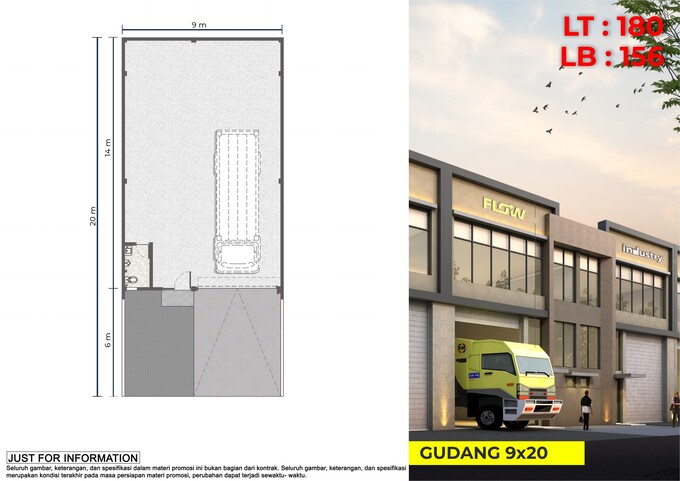 9 m
14 m
20 m
6 m
LT : 180
LB : 156
FLOW
industry
GUDANG 9x20
JUST FOR INFORMATION
Seluruh gambar, keterangan, dan spesifikasi dalam materi promosi ini bukan bagian dari kontrak. Seluruh gambar, keterangan, dan spesifikasi
merupakan kondisi terakhir pada masa persiapan materi promosi, perubahan dapat terjadi sewaktu- waktu.